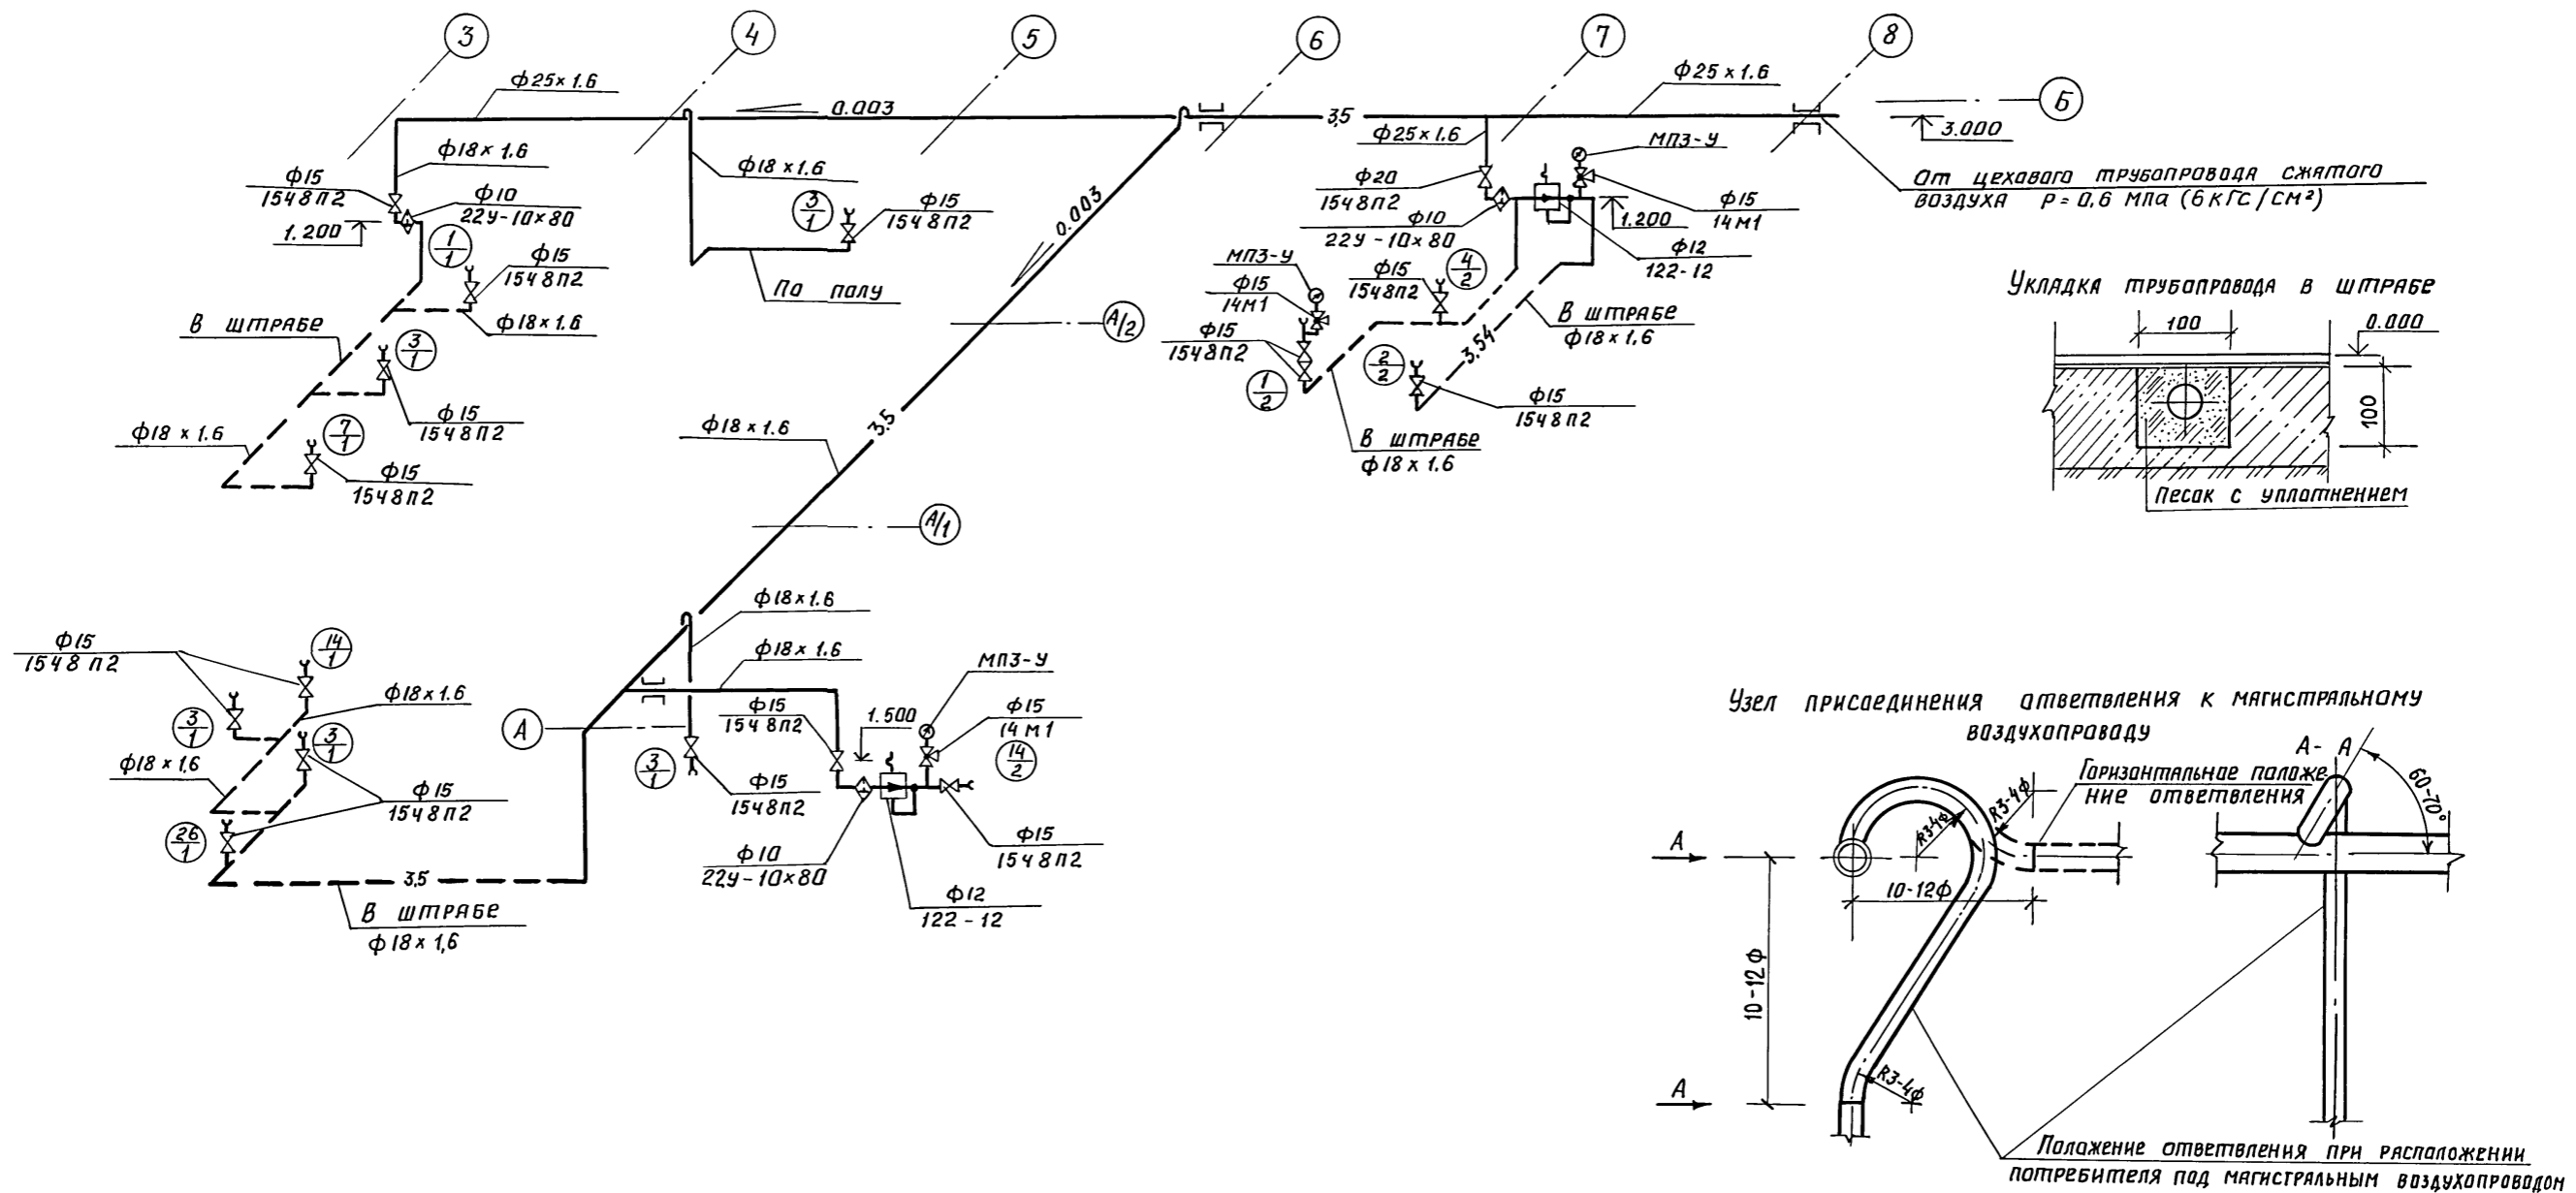 3
4
5
6
7
8
Б
ф25×1.6
0.003
3,5
ф25×1.6
3.000
От цехового трубопровода сжатого
воздуха Р=0,6 МПа (6кГС/СМ²)
ф18×1.6
ф15
15ч8п2
ф10
22У-10×80
1.200
1/1
ф15
15ч8п2
ф18×1.6
В штрабе
3/1
ф15
15ч8п2
ф18×1.6
7/1
ф15
15ч8п2
ф18×1.6
3/1
ф15
15ч8п2
По полу
0.003
А/2
3.5
ф18×1.6
А/1
ф25×1.6
МП3-У
ф20
15ч8п2
ф10
22У-10×80
1.200
ф15
14М1
ф12
122-12
МП3-У
ф15
14М1
ф15
15ч8п2
4/2
ф15
15ч8п2
1/2
2/2
3,54
В штрабе
ф18×1,6
ф15
15ч8п2
В штрабе
ф18×1.6
Укладка трубопровода в штрабе
100
0.000
100
Песок с уплотнением
ф18×1.6
ф18×1.6
А
3/1
ф15
15ч8п2
ф15
15ч8п2
1.500
МП3-У
ф15
14М1
14/2
ф15
15ч8п2
ф10
22У-10×80
ф12
122-12
ф15
15ч8п2
14/1
ф18×1.6
3/1
3/1
ф18×1,6
ф15
15ч8п2
26/1
3,5
В штрабе
ф18×1,6
Узел присоединения ответвления к магистральному
воздухопроводу
А-А
Горизонтальное положе-
ние ответвления
60-70°
R3-4ф
R3-4ф
А
10-12ф
10-12ф
А
R3-4ф
Положение ответвления при расположении
потребителя под магистральным воздухопроводом